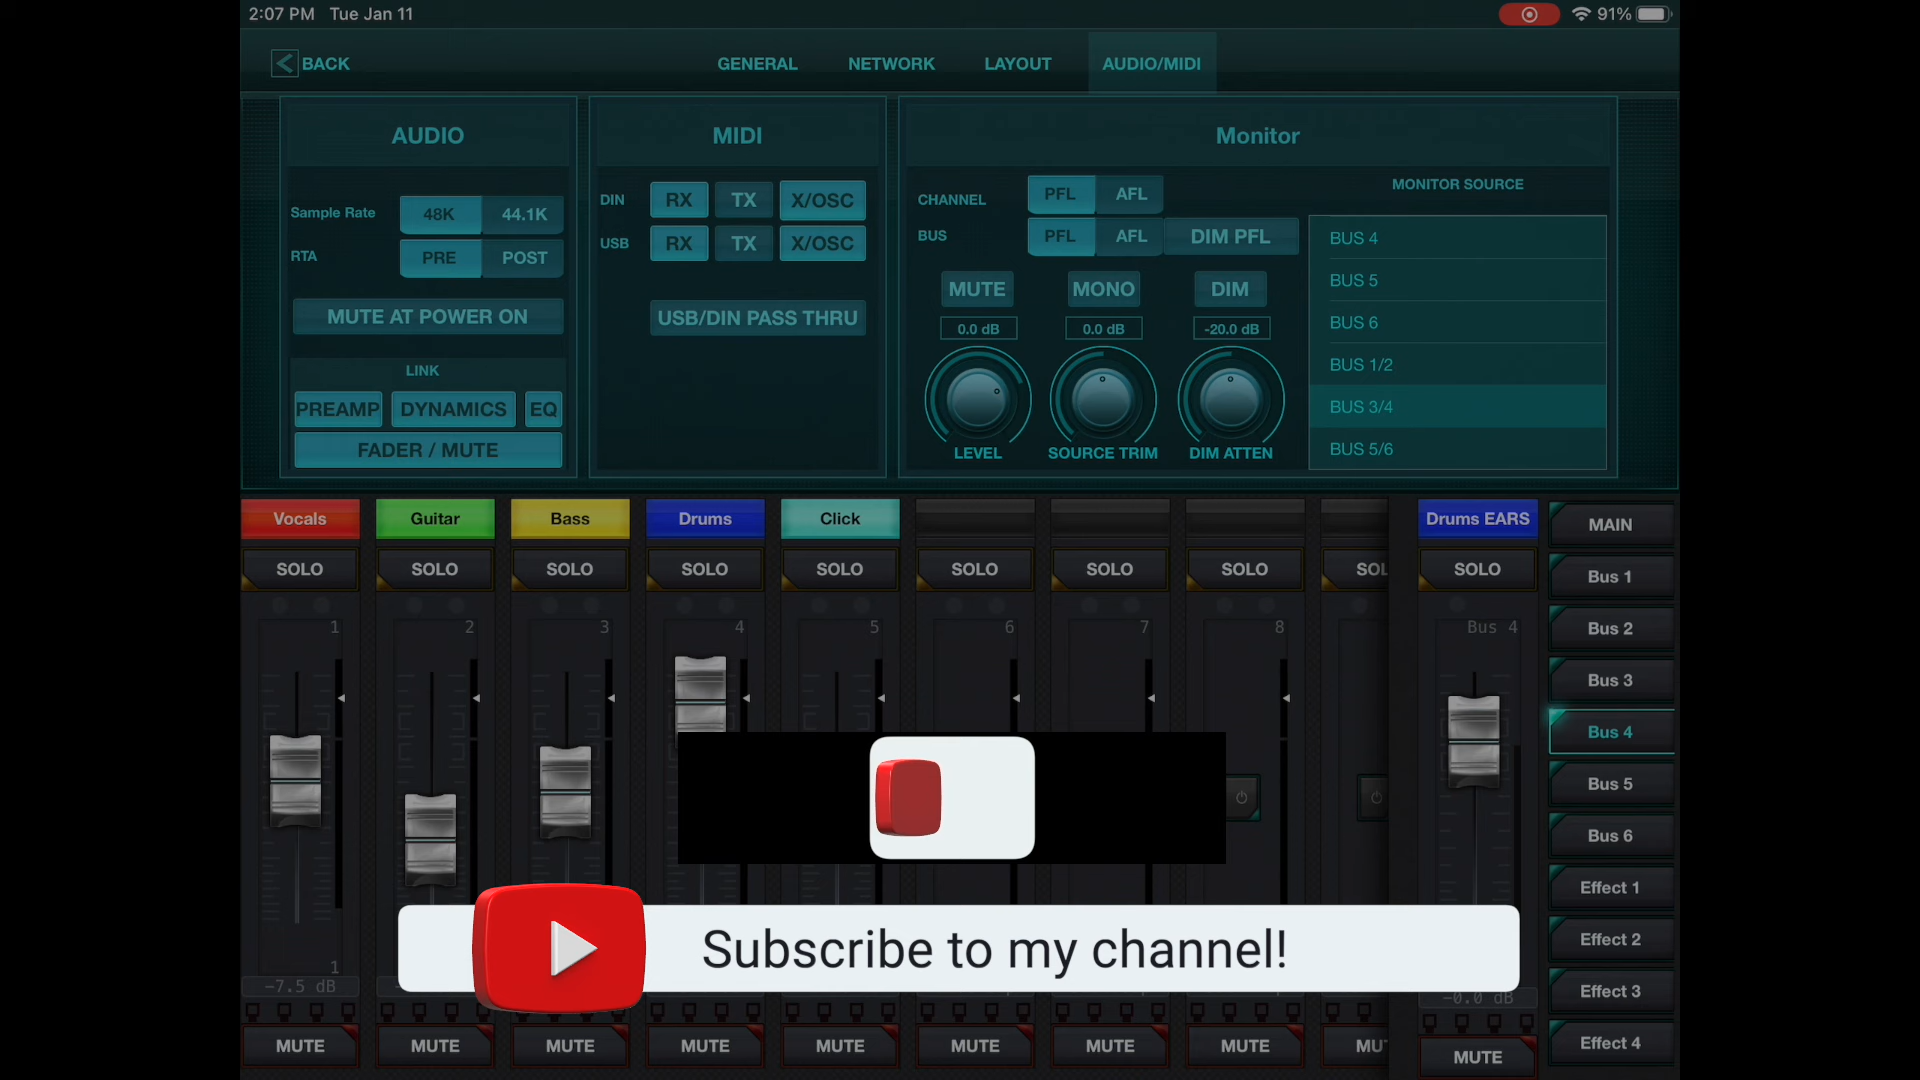 2:07 PM Tue Jan 11 91%
BACK GENERAL NETWORK LAYOUT AUDIO/MIDI
AUDIO
Sample Rate 48K 44.1K
RTA PRE POST
MUTE AT POWER ON
LINK
PREAMP DYNAMICS EQ
FADER / MUTE
MIDI
DIN RX TX X/OSC
USB RX TX X/OSC
USB/DIN PASS THRU
Monitor
CHANNEL PFL AFL
BUS PFL AFL DIM PFL
MUTE MONO DIM
0.0 dB 0.0 dB -20.0 dB
LEVEL SOURCE TRIM DIM ATTEN
MONITOR SOURCE
BUS 4
BUS 5
BUS 6
BUS 1/2
BUS 3/4
BUS 5/6
Vocals Guitar Bass Drums Click Drums EARS
SOLO SOLO SOLO SOLO SOLO SOLO SOLO SOLO SOL SOLO
1 2 3 4 5 6 7 8 Bus 4
MAIN
Bus 1
Bus 2
Bus 3
Bus 4
Bus 5
Bus 6
Effect 1
Effect 2
Effect 3
Effect 4
Subscribe to my channel!
1
-7.5 dB -0.0 dB
MUTE MUTE MUTE MUTE MUTE MUTE MUTE MUTE MU MUTE